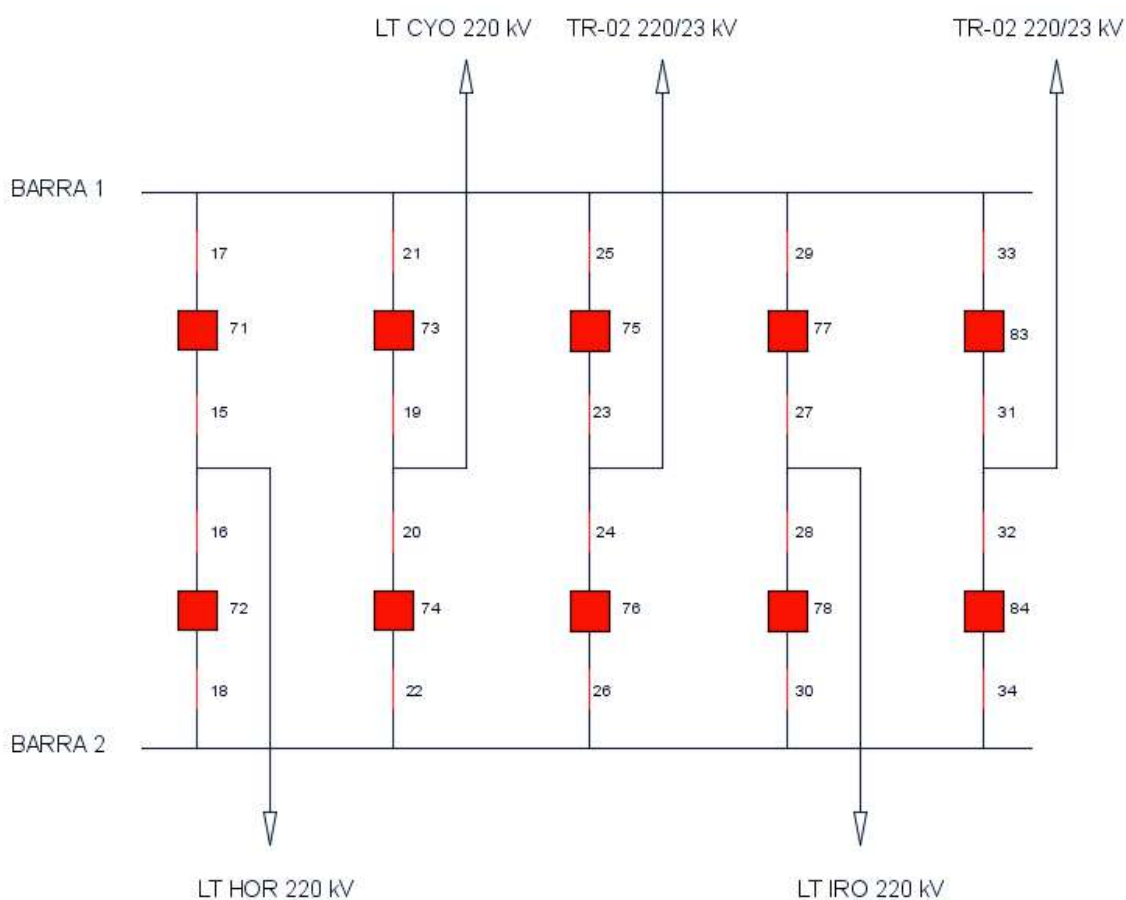 LT CYO 220 kV TR-02 220/23 kV TR-02 220/23 kV
BARRA 1
17 21 25 29 33
71 73 75 77 83
15 19 23 27 31
16 20 24 28 32
72 74 76 78 84
18 22 26 30 34
BARRA 2
LT HOR 220 kV LT IRO 220 kV